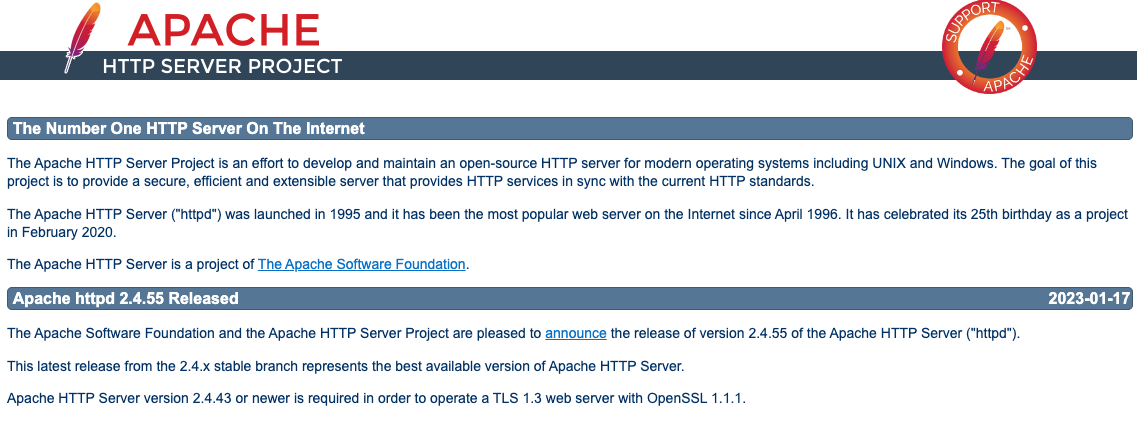 APACHE
HTTP SERVER PROJECT
SUPPORT
APACHE
The Number One HTTP Server On The Internet
The Apache HTTP Server Project is an effort to develop and maintain an open-source HTTP server for modern operating systems including UNIX and Windows. The goal of this
project is to provide a secure, efficient and extensible server that provides HTTP services in sync with the current HTTP standards.
The Apache HTTP Server ("httpd") was launched in 1995 and it has been the most popular web server on the Internet since April 1996. It has celebrated its 25th birthday as a project
in February 2020.
The Apache HTTP Server is a project of The Apache Software Foundation.
Apache httpd 2.4.55 Released 2023-01-17
The Apache Software Foundation and the Apache HTTP Server Project are pleased to announce the release of version 2.4.55 of the Apache HTTP Server ("httpd").
This latest release from the 2.4.x stable branch represents the best available version of Apache HTTP Server.
Apache HTTP Server version 2.4.43 or newer is required in order to operate a TLS 1.3 web server with OpenSSL 1.1.1.